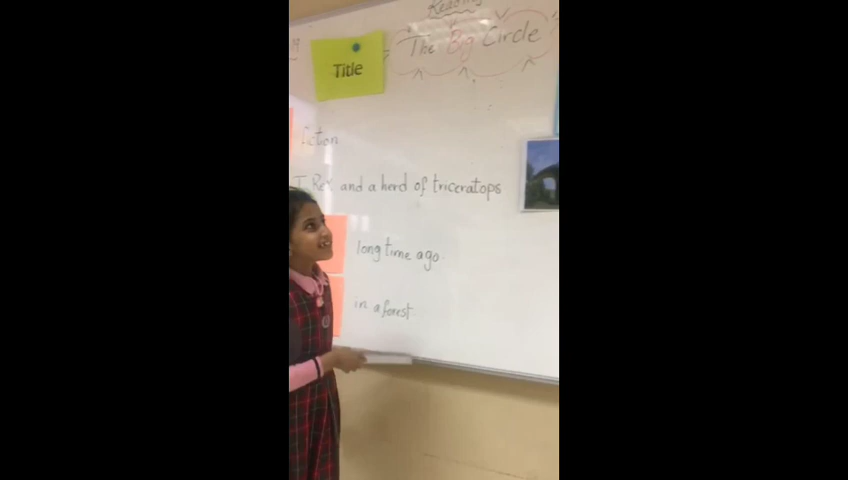 Reading
Title
The Big Circle
fiction
T.Rex and a herd of triceratops
long time ago.
in a forest.